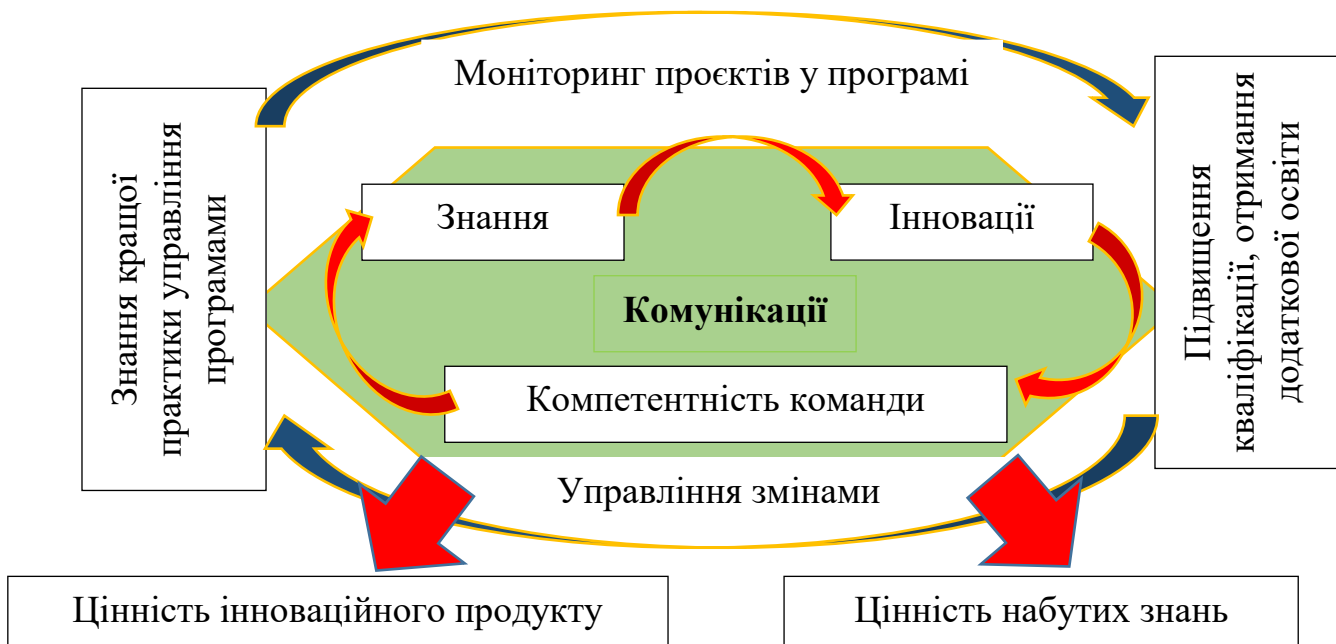 Моніторинг проєктів у програмі
Знання кращої
практики управління
програмами
Знання
Інновації
Комунікації
Компетентність команди
Підвищення
кваліфікації, отримання
додаткової освіти
Управління змінами
Цінність інноваційного продукту
Цінність набутих знань